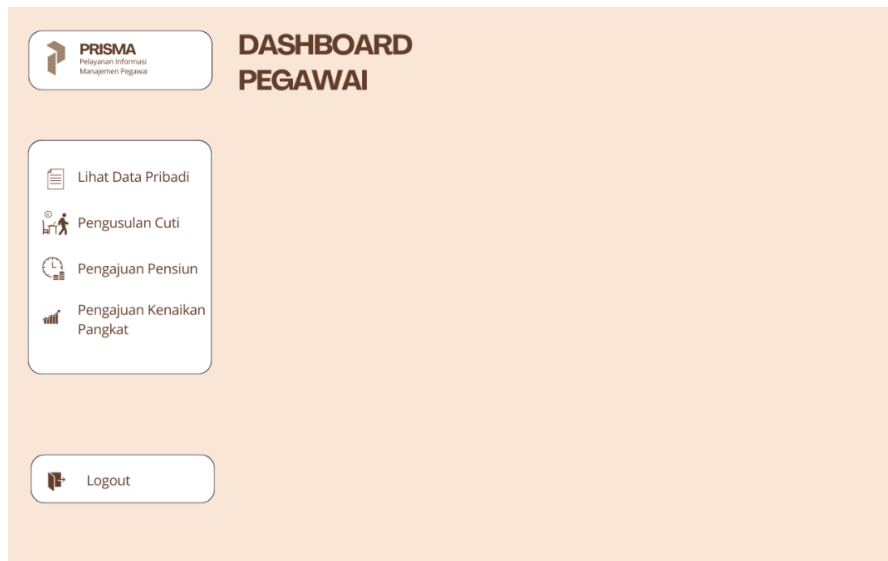 PRISMA
Pelayanan Informasi
Manajemen Pegawai
DASHBOARD
PEGAWAI
Lihat Data Pribadi
Pengusulan Cuti
Pengajuan Pensiun
Pengajuan Kenaikan
Pangkat
Logout